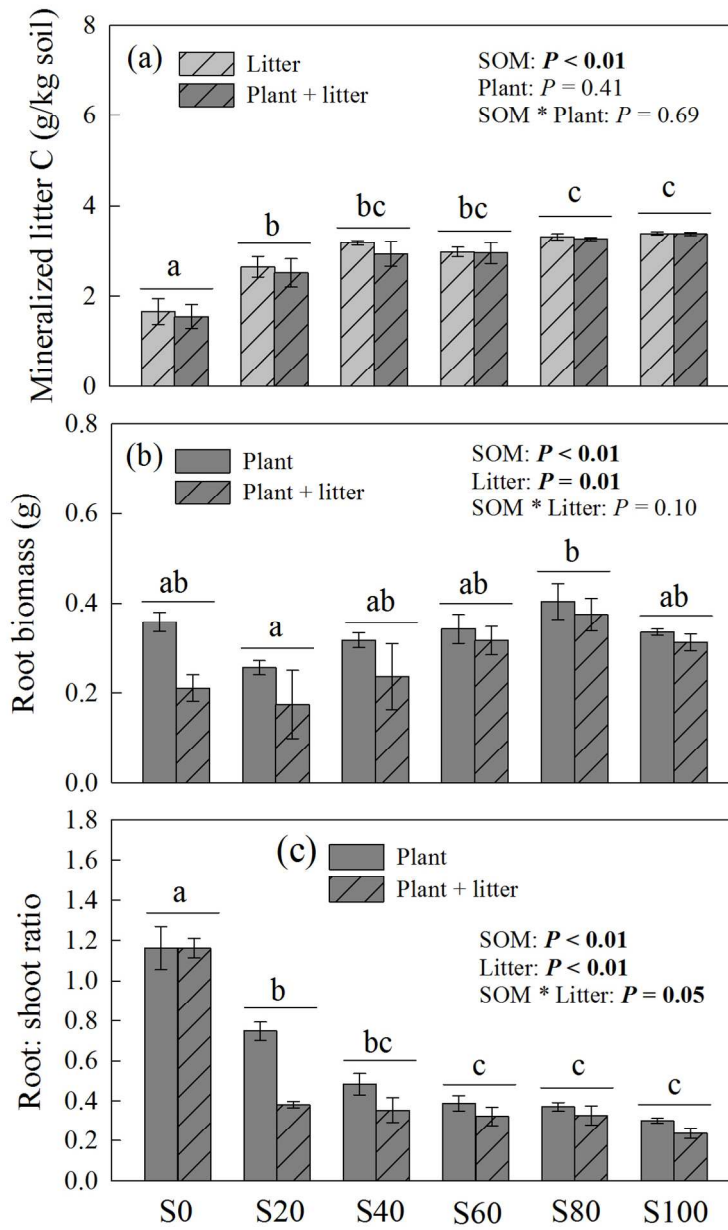 Mineralized litter C (g/kg soil)
8
6
4
2
0
(a)
Litter
Plant + litter
SOM: P < 0.01
Plant: P = 0.41
SOM * Plant: P = 0.69
a
b
bc
bc
c
c
Root biomass (g)
0.8
0.6
0.4
0.2
0.0
(b)
Plant
Plant + litter
SOM: P < 0.01
Litter: P = 0.01
SOM * Litter: P = 0.10
ab
a
ab
ab
b
ab
Root: shoot ratio
1.8
1.6
1.4
1.2
1.0
0.8
0.6
0.4
0.2
0.0
(c)
Plant
Plant + litter
SOM: P < 0.01
Litter: P < 0.01
SOM * Litter: P = 0.05
a
b
bc
c
c
c
S0 S20 S40 S60 S80 S100